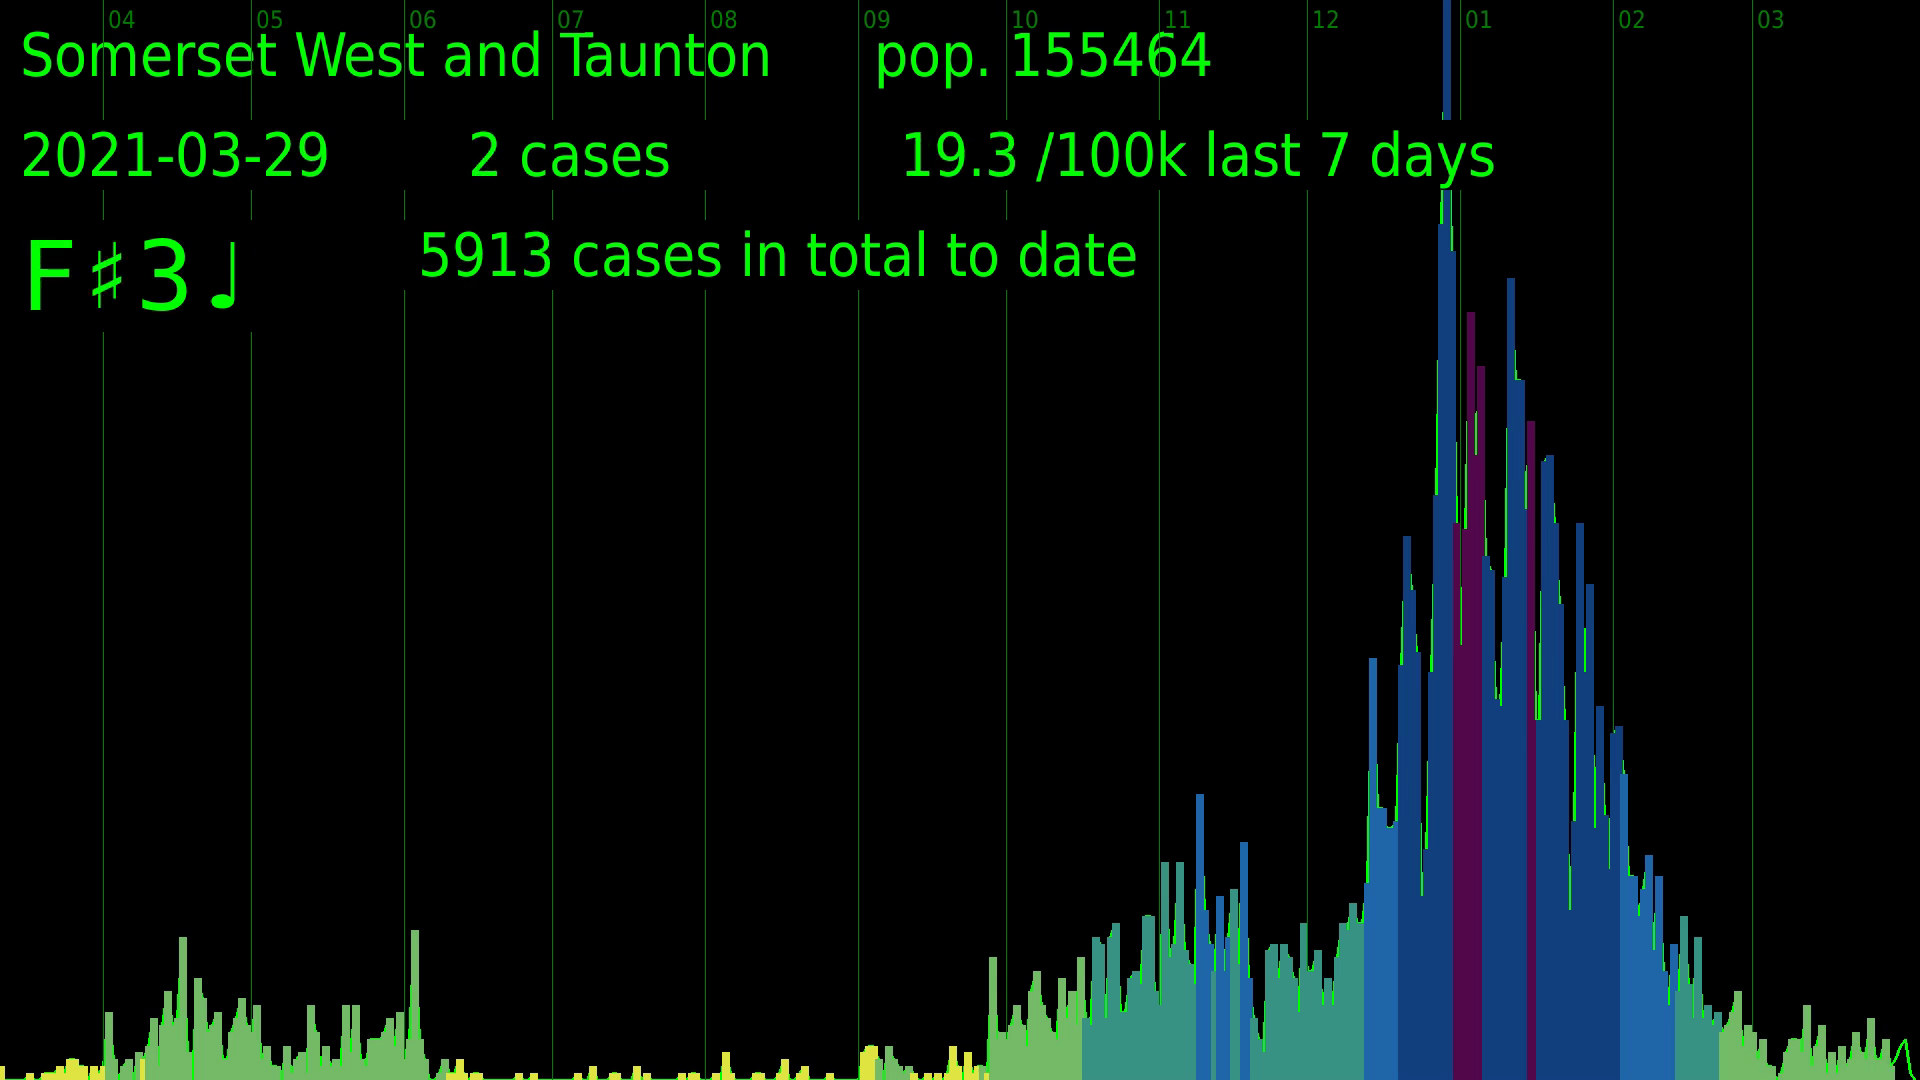 04 05 06 07 08 09 10 11 12 01 02 03
Somerset West and Taunton pop. 155464
2021-03-29 2 cases 19.3 /100k last 7 days
F♯3♩ 5913 cases in total to date